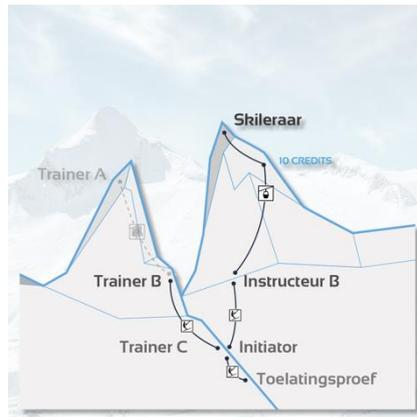 Skileraar
10 CREDITS
Trainer A
Trainer B
Instructeur B
Trainer C
Initiator
Toelatingsproef